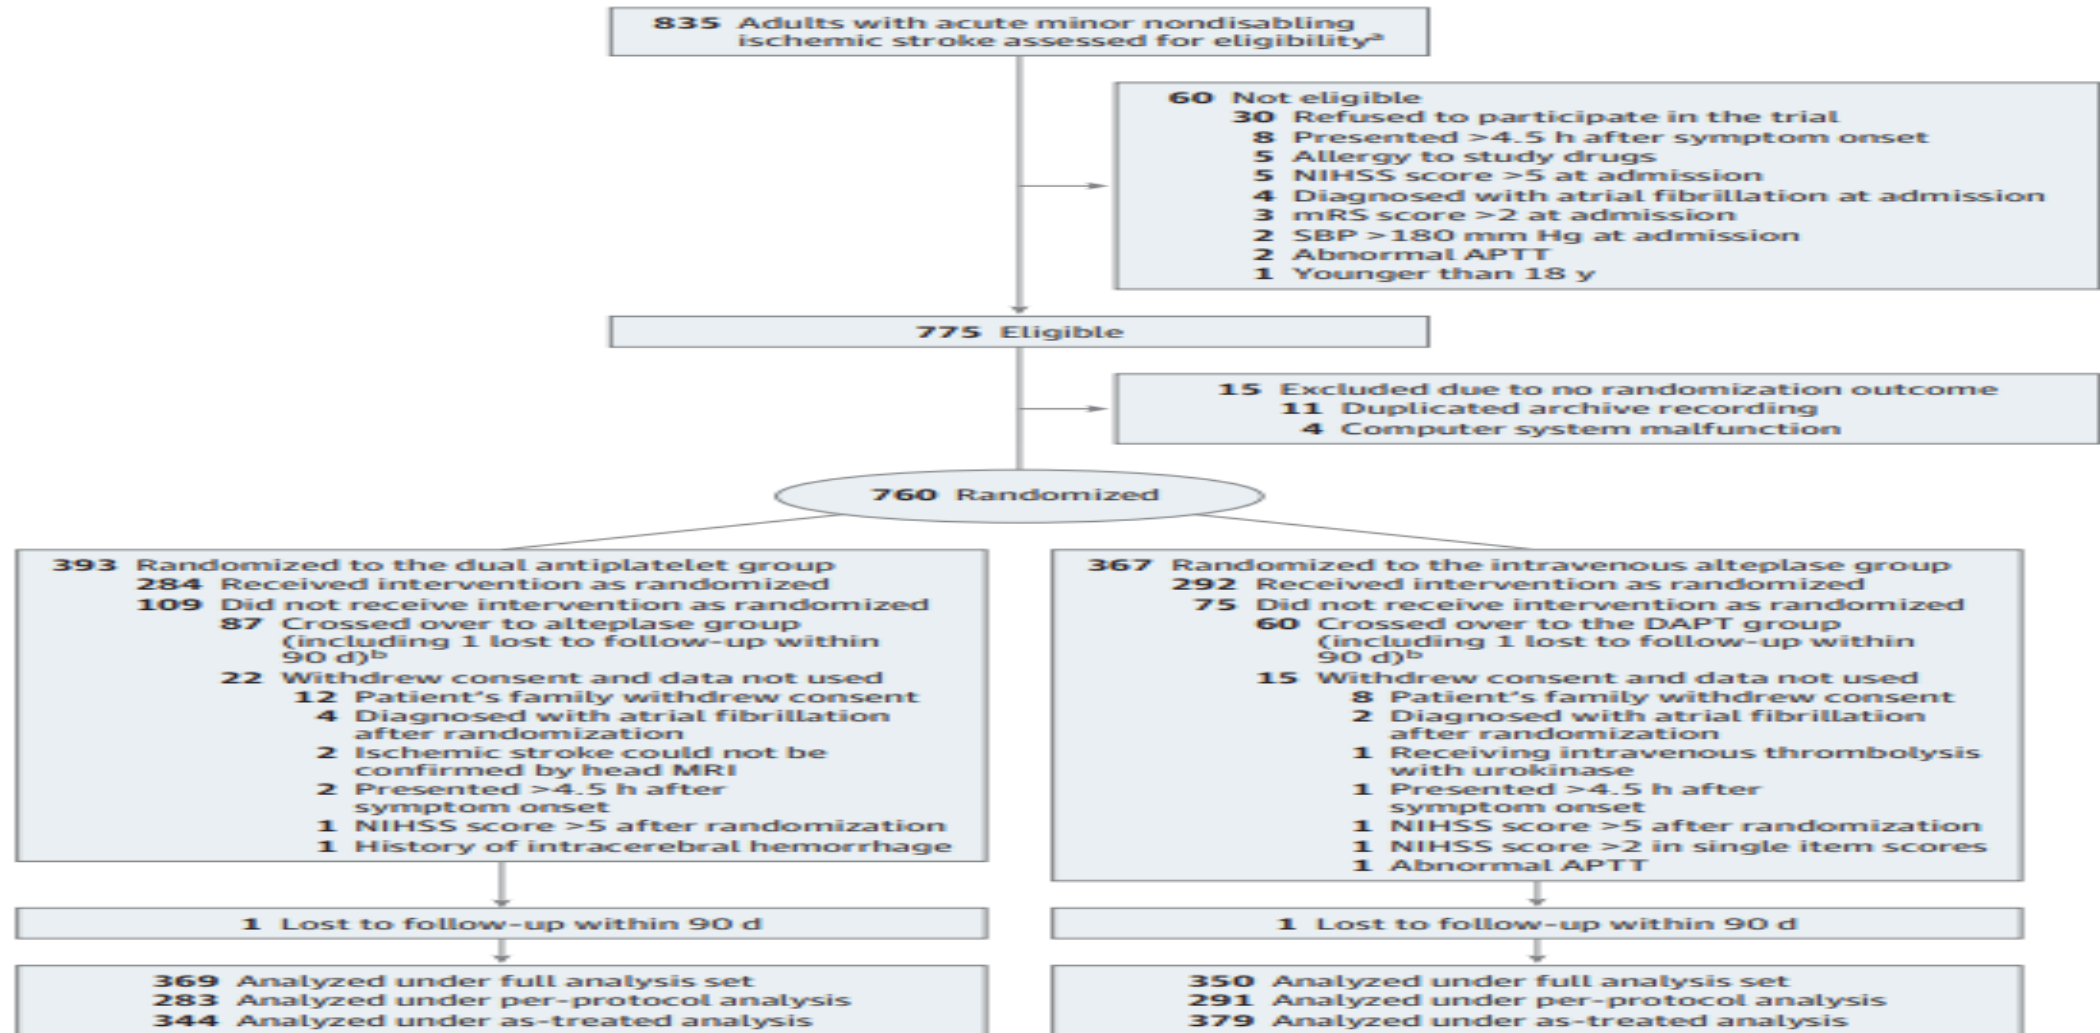 835 Adults with acute minor nondisabling
ischemic stroke assessed for eligibilityᵃ
60 Not eligible
30 Refused to participate in the trial
8 Presented >4.5 h after symptom onset
5 Allergy to study drugs
5 NIHSS score >5 at admission
4 Diagnosed with atrial fibrillation at admission
3 mRS score >2 at admission
2 SBP >180 mm Hg at admission
2 Abnormal APTT
1 Younger than 18 y
775 Eligible
15 Excluded due to no randomization outcome
11 Duplicated archive recording
4 Computer system malfunction
760 Randomized
393 Randomized to the dual antiplatelet group
284 Received intervention as randomized
109 Did not receive intervention as randomized
87 Crossed over to alteplase group
(including 1 lost to follow-up within
90 d)ᵇ
22 Withdrew consent and data not used
12 Patient's family withdrew consent
4 Diagnosed with atrial fibrillation
after randomization
2 Ischemic stroke could not be
confirmed by head MRI
2 Presented >4.5 h after
symptom onset
1 NIHSS score >5 after randomization
1 History of intracerebral hemorrhage
367 Randomized to the intravenous alteplase group
292 Received intervention as randomized
75 Did not receive intervention as randomized
60 Crossed over to the DAPT group
(including 1 lost to follow-up within
90 d)ᵇ
15 Withdrew consent and data not used
8 Patient's family withdrew consent
2 Diagnosed with atrial fibrillation
after randomization
1 Receiving intravenous thrombolysis
with urokinase
1 Presented >4.5 h after
symptom onset
1 NIHSS score >5 after randomization
1 NIHSS score >2 in single item scores
1 Abnormal APTT
1 Lost to follow-up within 90 d
1 Lost to follow-up within 90 d
369 Analyzed under full analysis set
283 Analyzed under per-protocol analysis
344 Analyzed under as-treated analysis
350 Analyzed under full analysis set
291 Analyzed under per-protocol analysis
379 Analyzed under as-treated analysis